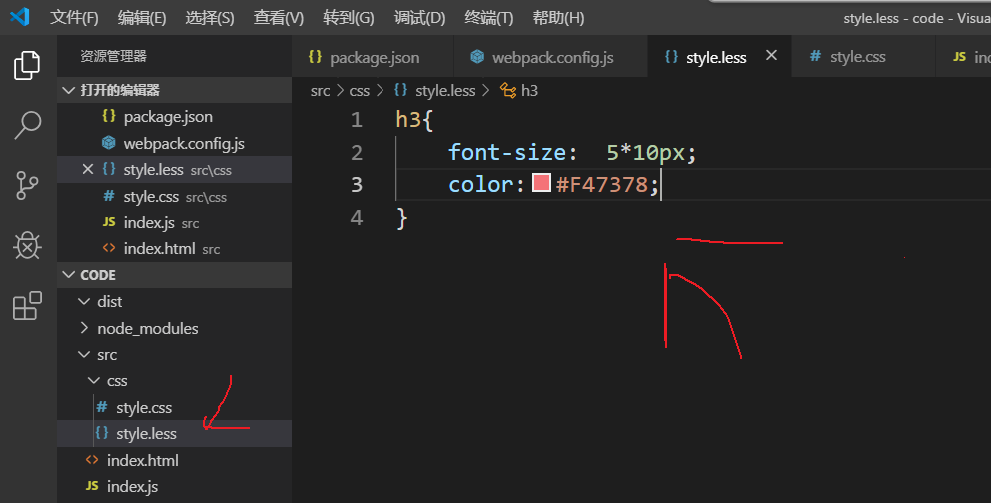 文件(F) 编辑(E) 选择(S) 查看(V) 转到(G) 调试(D) 终端(T) 帮助(H) style.less - code - Visua
资源管理器
打开的编辑器
{} package.json
webpack.config.js
{} style.less src\css
# style.css src\css
JS index.js src
<> index.html src
CODE
dist
node_modules
src
css
# style.css
{} style.less
<> index.html
JS index.js
{} package.json webpack.config.js {} style.less # style.css JS in
src > css > {} style.less > h3
1 h3{
2 font-size: 5*10px;
3 color: #F47378;
4 }